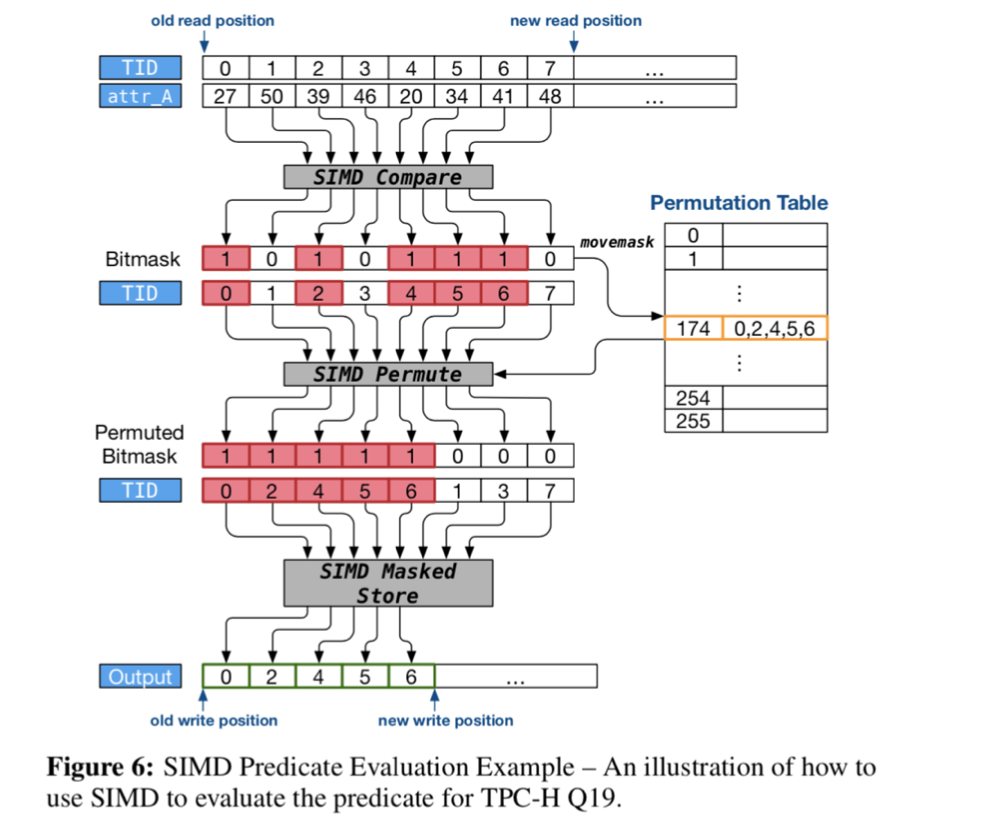 old read position new read position
TID 0 1 2 3 4 5 6 7 ...
attr_A 27 50 39 46 20 34 41 48 ...
SIMD Compare
Permutation Table
0
1
⋮
174 0,2,4,5,6
⋮
254
255
movemask
Bitmask 1 0 1 0 1 1 1 0
TID 0 1 2 3 4 5 6 7
SIMD Permute
Permuted
Bitmask 1 1 1 1 1 0 0 0
TID 0 2 4 5 6 1 3 7
SIMD Masked
Store
Output 0 2 4 5 6 ...
old write position new write position
Figure 6: SIMD Predicate Evaluation Example – An illustration of how to
use SIMD to evaluate the predicate for TPC-H Q19.